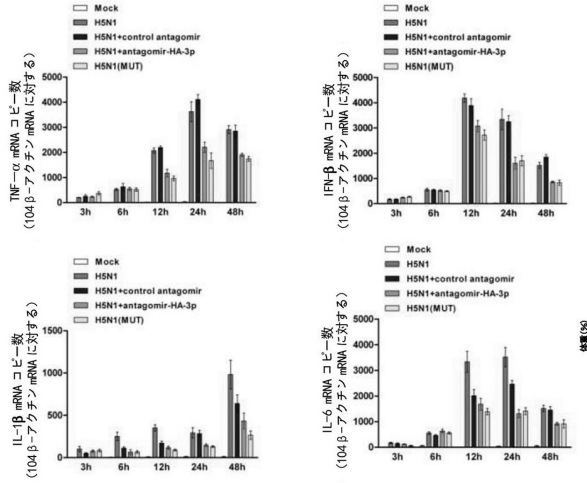 Mock
H5N1
H5N1+control antagomir
H5N1+antagomir-HA-3p
H5N1(MUT)
TNF-α mRNA コピー数
(104 β-アクチン mRNA に対する)
5000
4000
3000
2000
1000
0
3h 6h 12h 24h 48h
Mock
H5N1
H5N1+control antagomir
H5N1+antagomir-HA-3p
H5N1(MUT)
IFN-β mRNA コピー数
(104 β-アクチン mRNA に対する)
5000
4000
3000
2000
1000
0
3h 6h 12h 24h 48h
Mock
H5N1
H5N1+control antagomir
H5N1+antagomir-HA-3p
H5N1(MUT)
IL-1β mRNA コピー数
(104 β-アクチン mRNA に対する)
1500
1000
500
0
3h 6h 12h 24h 48h
Mock
H5N1
H5N1+control antagomir
H5N1+antagomir-HA-3p
H5N1(MUT)
IL-6 mRNA コピー数
(104 β-アクチン mRNA に対する)
5000
4000
3000
2000
1000
0
3h 6h 12h 24h 48h
体重(%)